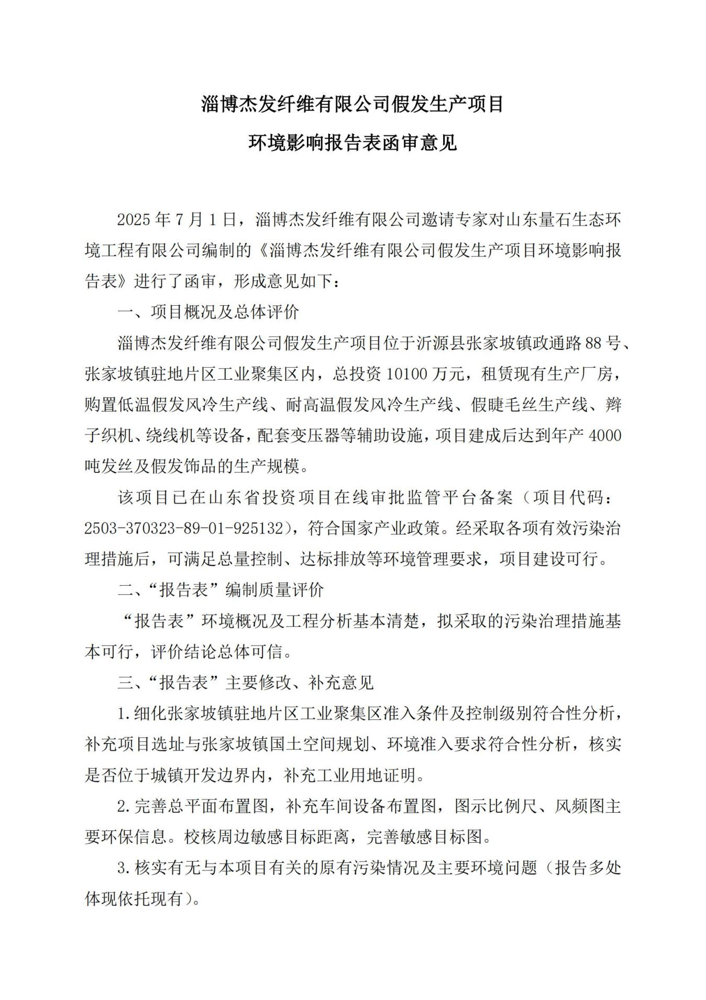 淄博杰发纤维有限公司假发生产项目
环境影响报告表函审意见
2025 年 7 月 1 日，淄博杰发纤维有限公司邀请专家对山东量石生态环
境工程有限公司编制的《淄博杰发纤维有限公司假发生产项目环境影响报
告表》进行了函审，形成意见如下：
一、项目概况及总体评价
淄博杰发纤维有限公司假发生产项目位于沂源县张家坡镇政通路 88 号、
张家坡镇驻地片区工业聚集区内，总投资 10100 万元，租赁现有生产厂房，
购置低温假发风冷生产线、耐高温假发风冷生产线、假睫毛丝生产线、辫
子织机、绕线机等设备，配套变压器等辅助设施，项目建成后达到年产 4000
吨发丝及假发饰品的生产规模。
该项目已在山东省投资项目在线审批监管平台备案（项目代码：
2503-370323-89-01-925132），符合国家产业政策。经采取各项有效污染治
理措施后，可满足总量控制、达标排放等环境管理要求，项目建设可行。
二、“报告表”编制质量评价
“报告表”环境概况及工程分析基本清楚，拟采取的污染治理措施基
本可行，评价结论总体可信。
三、“报告表”主要修改、补充意见
1.细化张家坡镇驻地片区工业聚集区准入条件及控制级别符合性分析，
补充项目选址与张家坡镇国土空间规划、环境准入要求符合性分析，核实
是否位于城镇开发边界内，补充工业用地证明。
2.完善总平面布置图，补充车间设备布置图，图示比例尺、风频图主
要环保信息。校核周边敏感目标距离，完善敏感目标图。
3.核实有无与本项目有关的原有污染情况及主要环境问题（报告多处
体现依托现有）。